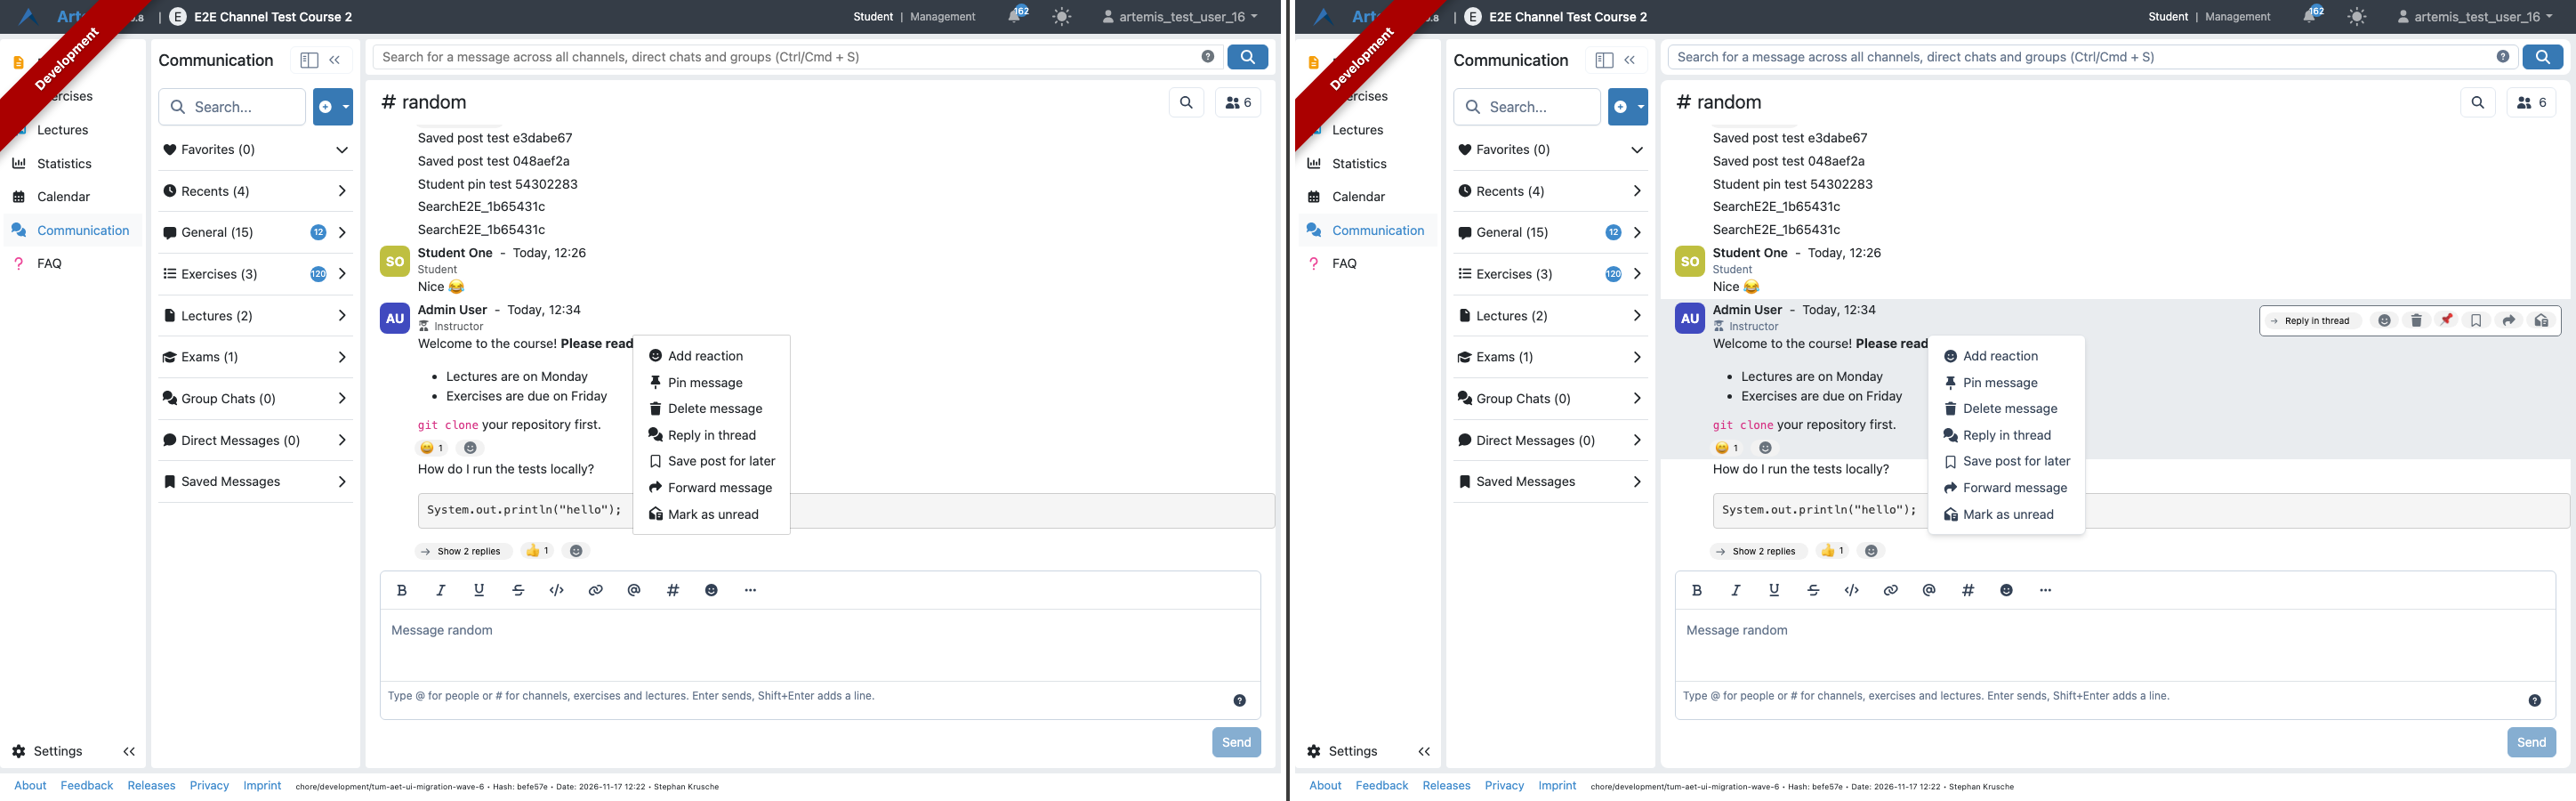 Development
E2E Channel Test Course 2
Student | Management
162
artemis_test_user_16
Lectures
Statistics
Calendar
Communication
FAQ
Settings
Communication
Search...
Favorites (0)
Recents (4)
General (15) 12
Exercises (3) 120
Lectures (2)
Exams (1)
Group Chats (0)
Direct Messages (0)
Saved Messages
Search for a message across all channels, direct chats and groups (Ctrl/Cmd + S)
# random
6
Saved post test e3dabe67
Saved post test 048aef2a
Student pin test 54302283
SearchE2E_1b65431c
SearchE2E_1b65431c
SO
Student One - Today, 12:26
Student
Nice 😂
AU
Admin User - Today, 12:34
Instructor
Welcome to the course! Please read
• Lectures are on Monday
• Exercises are due on Friday
git clone your repository first.
1
How do I run the tests locally?
System.out.println("hello");
→ Show 2 replies 👍 1
Add reaction
Pin message
Delete message
Reply in thread
Save post for later
Forward message
Mark as unread
Message random
Type @ for people or # for channels, exercises and lectures. Enter sends, Shift+Enter adds a line.
Send
About Feedback Releases Privacy Imprint
chore/development/tum-aet-ui-migration-wave-6 • Hash: befe57e • Date: 2026-11-17 12:22 • Stephan Krusche
Development
E2E Channel Test Course 2
Student | Management
162
artemis_test_user_16
Lectures
Statistics
Calendar
Communication
FAQ
Settings
Communication
Search...
Favorites (0)
Recents (4)
General (15) 12
Exercises (3) 120
Lectures (2)
Exams (1)
Group Chats (0)
Direct Messages (0)
Saved Messages
Search for a message across all channels, direct chats and groups (Ctrl/Cmd + S)
# random
6
Saved post test e3dabe67
Saved post test 048aef2a
Student pin test 54302283
SearchE2E_1b65431c
SearchE2E_1b65431c
SO
Student One - Today, 12:26
Student
Nice 😂
AU
Admin User - Today, 12:34
Instructor
→ Reply in thread
Welcome to the course! Please read
• Lectures are on Monday
• Exercises are due on Friday
git clone your repository first.
1
How do I run the tests locally?
System.out.println("hello");
→ Show 2 replies 👍 1
Add reaction
Pin message
Delete message
Reply in thread
Save post for later
Forward message
Mark as unread
Message random
Type @ for people or # for channels, exercises and lectures. Enter sends, Shift+Enter adds a line.
Send
About Feedback Releases Privacy Imprint
chore/development/tum-aet-ui-migration-wave-6 • Hash: befe57e • Date: 2026-11-17 12:22 • Stephan Krusche